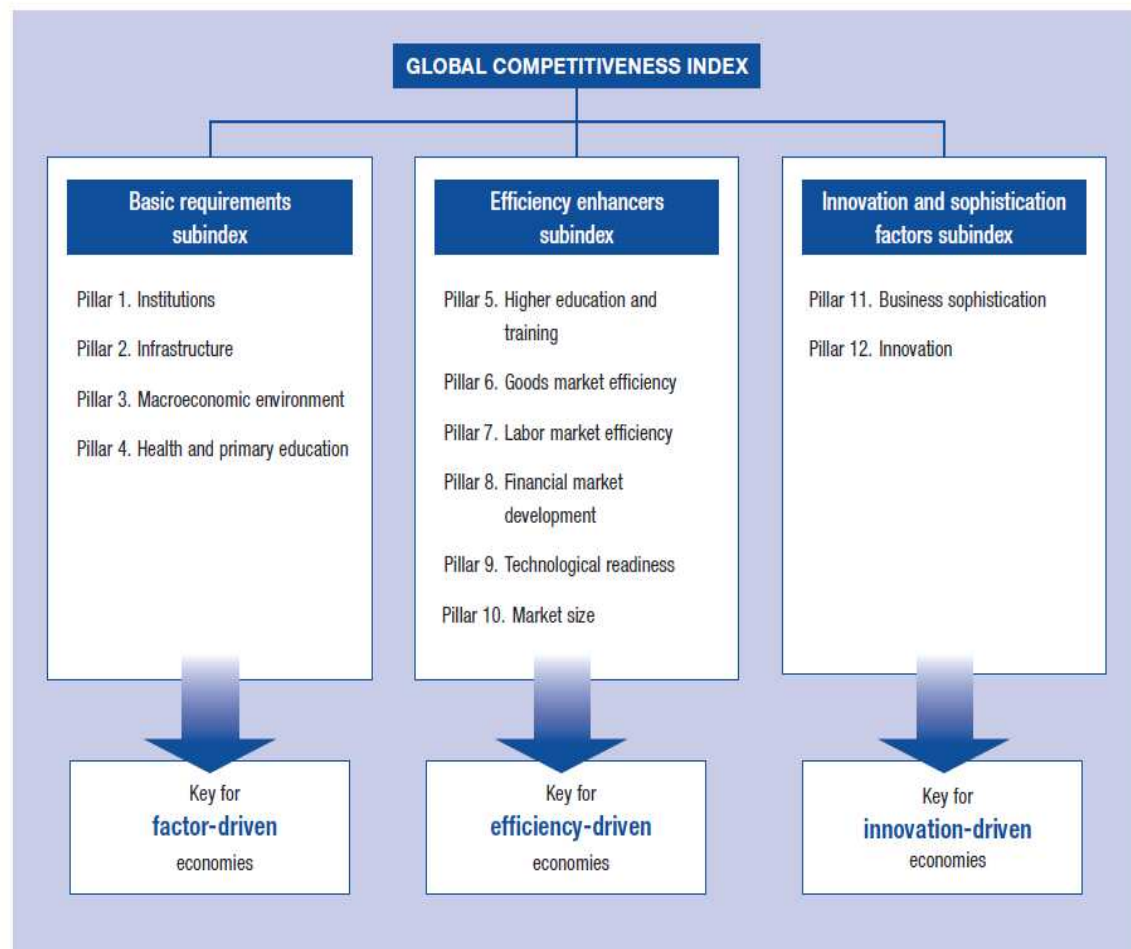 GLOBAL COMPETITIVENESS INDEX
Basic requirements
subindex
Pillar 1. Institutions
Pillar 2. Infrastructure
Pillar 3. Macroeconomic environment
Pillar 4. Health and primary education
Key for
factor-driven
economies
Efficiency enhancers
subindex
Pillar 5. Higher education and
training
Pillar 6. Goods market efficiency
Pillar 7. Labor market efficiency
Pillar 8. Financial market
development
Pillar 9. Technological readiness
Pillar 10. Market size
Key for
efficiency-driven
economies
Innovation and sophistication
factors subindex
Pillar 11. Business sophistication
Pillar 12. Innovation
Key for
innovation-driven
economies